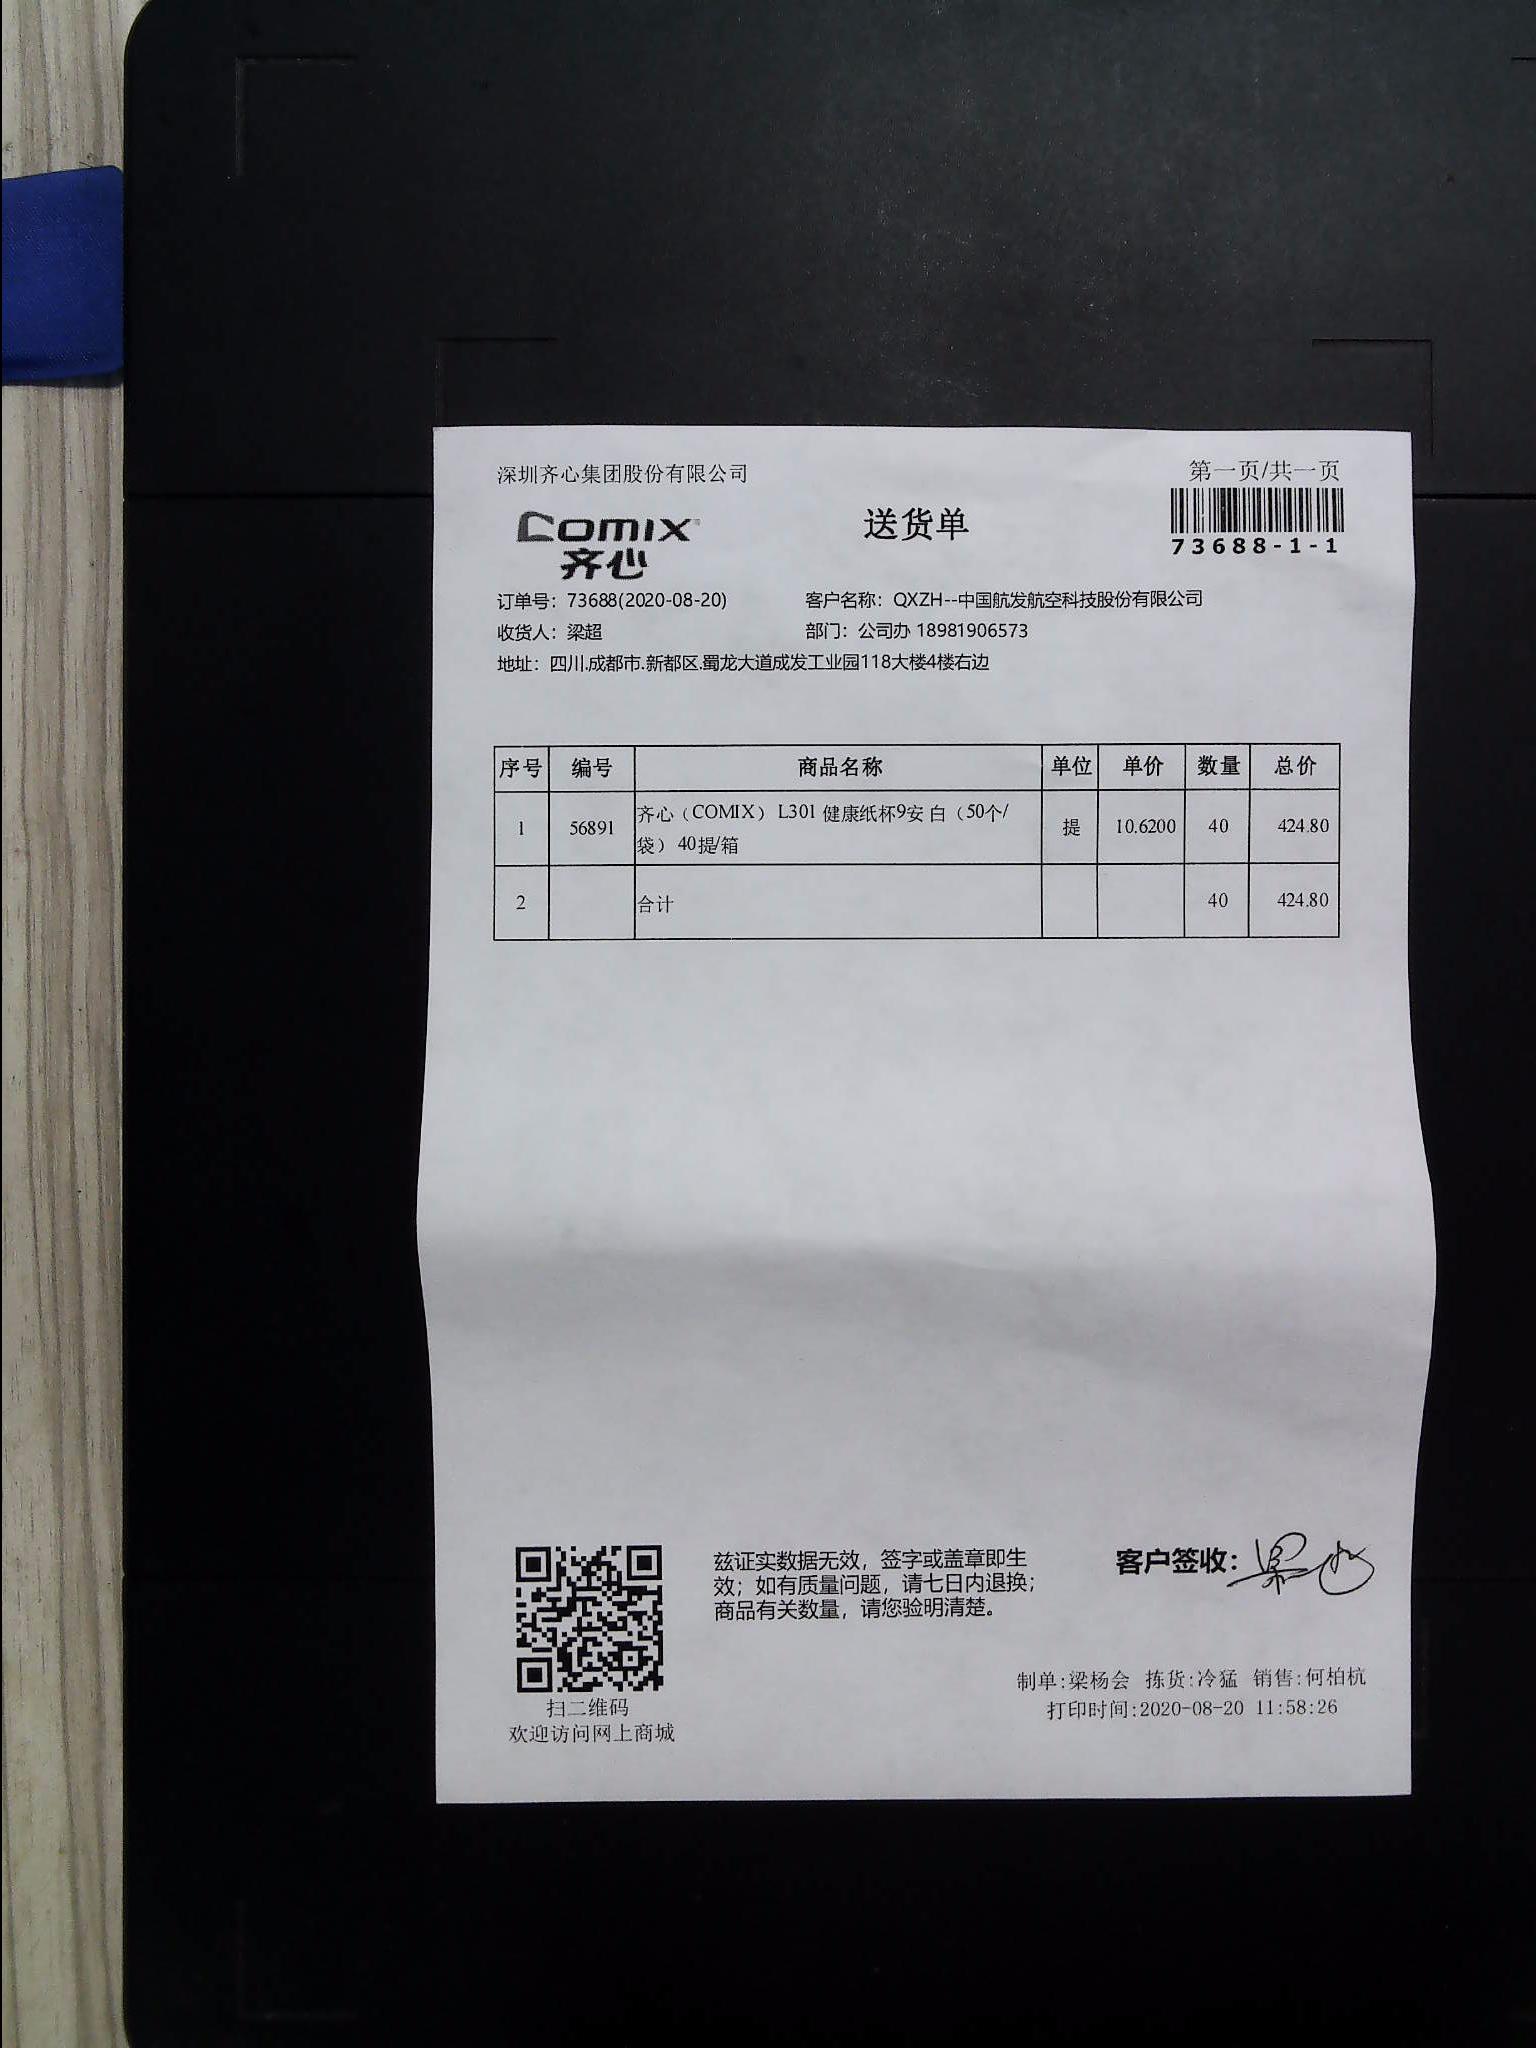 深圳齐心集团股份有限公司
第一页/共一页
COMIX
齐心
送货单
73688-1-1
订单号：73688(2020-08-20) 客户名称：QXZH--中国航发航空科技股份有限公司
收货人：梁超 部门：公司办 18981906573
地址：四川.成都市.新都区.蜀龙大道成发工业园118大楼4楼右边
序号 编号 商品名称 单位 单价 数量 总价
1 56891 齐心（COMIX） L301 健康纸杯9安 白（50个/
袋） 40提/箱 提 10.6200 40 424.80
2 合计 40 424.80
兹证实数据无效，签字或盖章即生
效；如有质量问题，请七日内退换；
商品有关数量，请您验明清楚。
客户签收：梁超
制单:梁杨会 拣货:冷猛 销售:何柏杭
打印时间:2020-08-20 11:58:26
扫二维码
欢迎访问网上商城